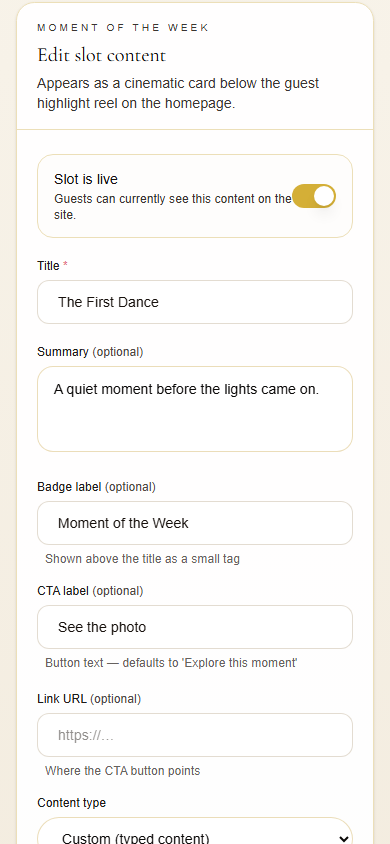 MOMENT OF THE WEEK
Edit slot content
Appears as a cinematic card below the guest
highlight reel on the homepage.
Slot is live
Guests can currently see this content on the
site.
Title *
The First Dance
Summary (optional)
A quiet moment before the lights came on.
Badge label (optional)
Moment of the Week
Shown above the title as a small tag
CTA label (optional)
See the photo
Button text — defaults to 'Explore this moment'
Link URL (optional)
https://...
Where the CTA button points
Content type
Custom (typed content)